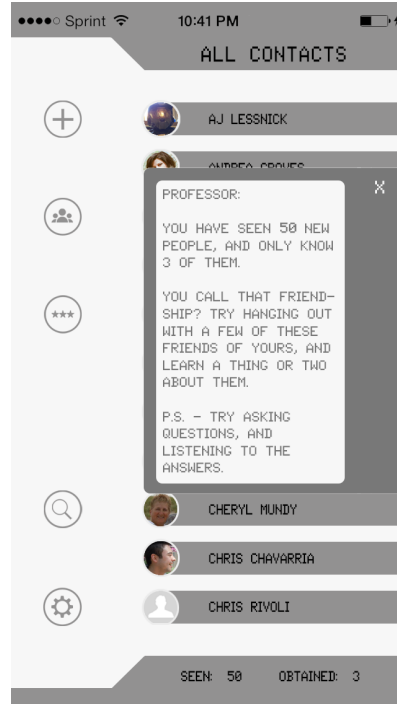 Sprint 10:41 PM
ALL CONTACTS
AJ LESSNICK
ANDREA GROVES
PROFESSOR:
X
YOU HAVE SEEN 50 NEW
PEOPLE, AND ONLY KNOW
3 OF THEM.
YOU CALL THAT FRIEND-
SHIP? TRY HANGING OUT
WITH A FEW OF THESE
FRIENDS OF YOURS, AND
LEARN A THING OR TWO
ABOUT THEM.
P.S. - TRY ASKING
QUESTIONS, AND
LISTENING TO THE
ANSWERS.
CHERYL MUNDY
CHRIS CHAVARRIA
CHRIS RIVOLI
SEEN: 50 OBTAINED: 3